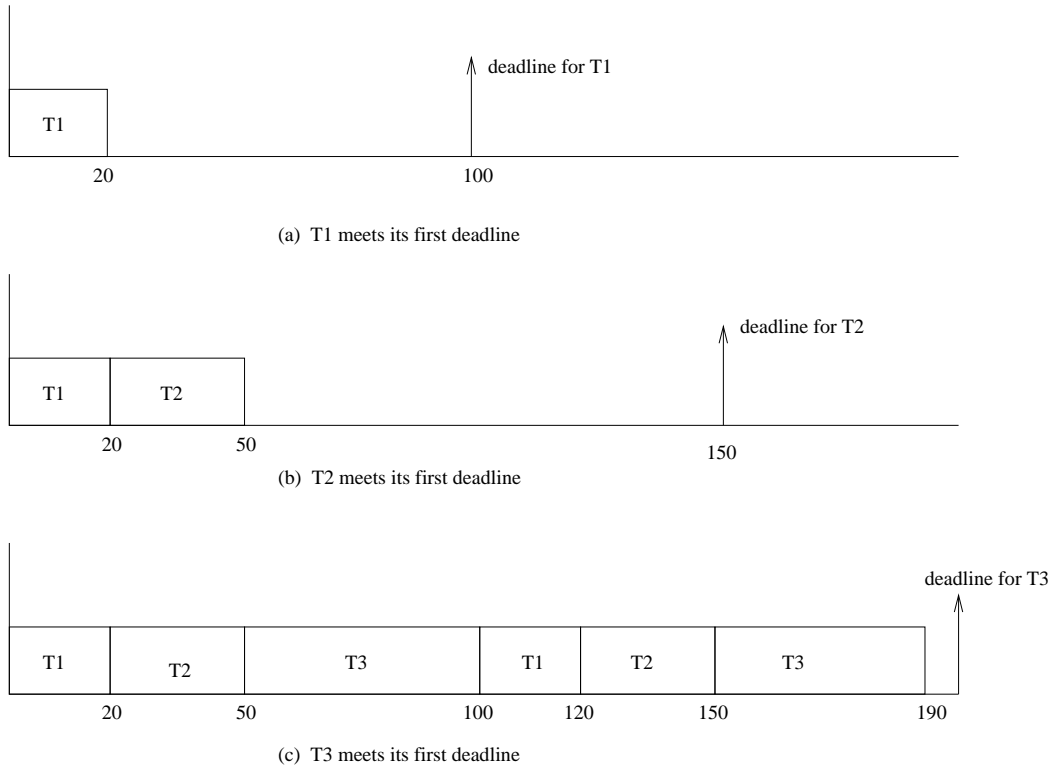 deadline for T1
T1
20
100
(a) T1 meets its first deadline
deadline for T2
T1
T2
20
50
150
(b) T2 meets its first deadline
deadline for T3
T1
T2
T3
T1
T2
T3
20
50
100
120
150
190
(c) T3 meets its first deadline